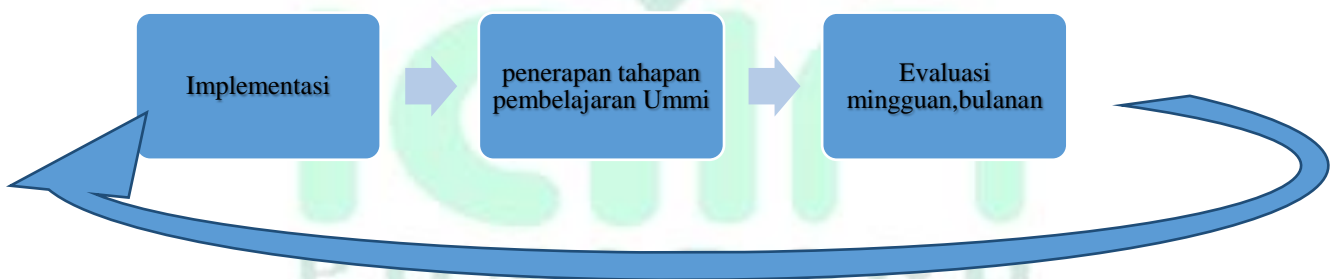 Implementasi
penerapan tahapan
pembelajaran Ummi
Evaluasi
mingguan,bulanan